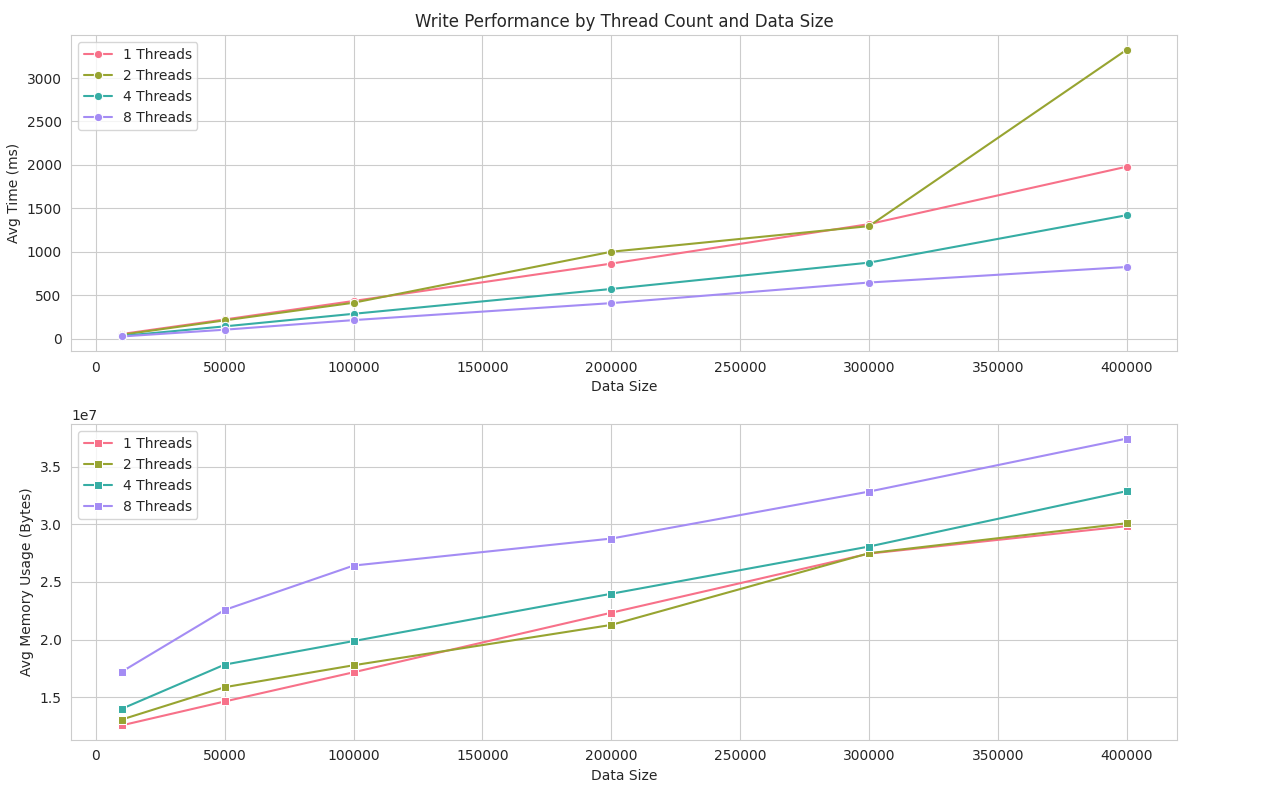 Write Performance by Thread Count and Data Size
1 Threads
2 Threads
4 Threads
8 Threads
Avg Time (ms)
3000
2500
2000
1500
1000
500
0
0 50000 100000 150000 200000 250000 300000 350000 400000
Data Size
1e7
1 Threads
2 Threads
4 Threads
8 Threads
Avg Memory Usage (Bytes)
3.5
3.0
2.5
2.0
1.5
0 50000 100000 150000 200000 250000 300000 350000 400000
Data Size